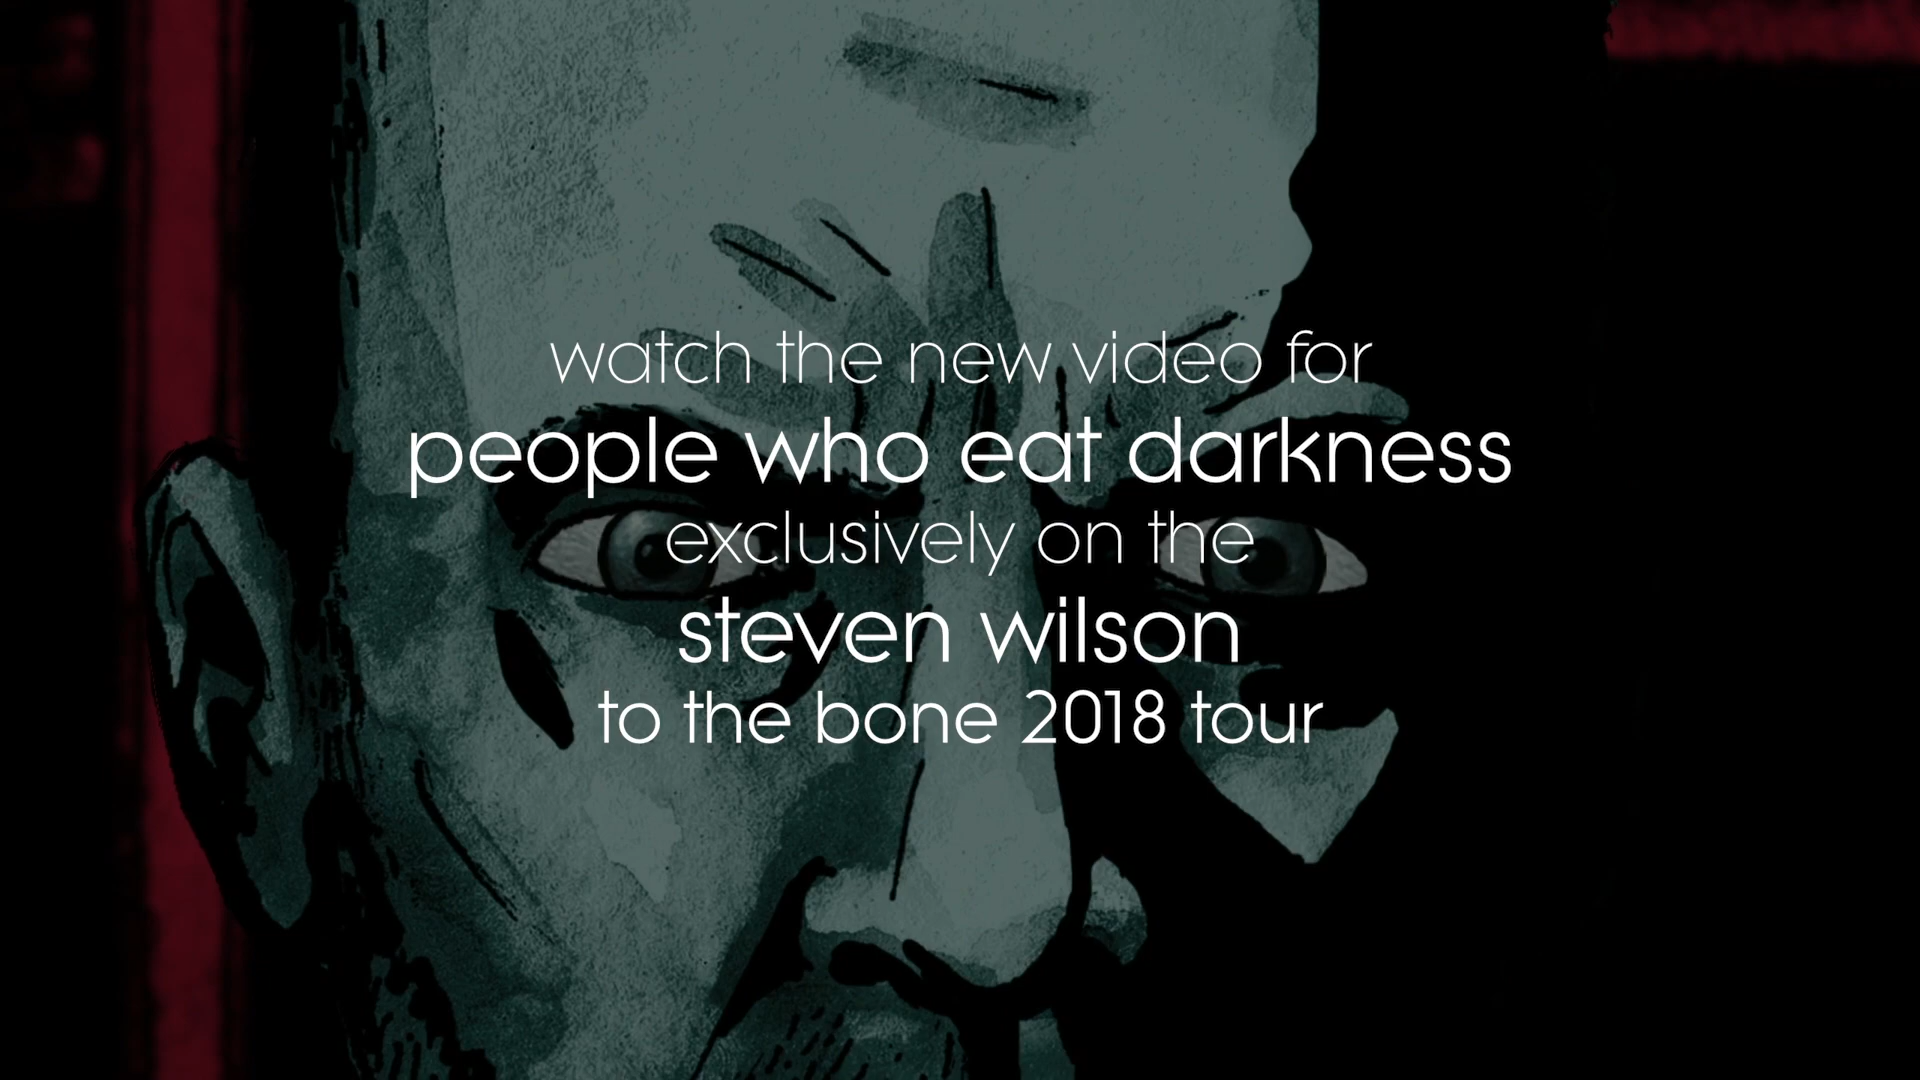 watch the new video for
people who eat darkness
exclusively on the
steven wilson
to the bone 2018 tour